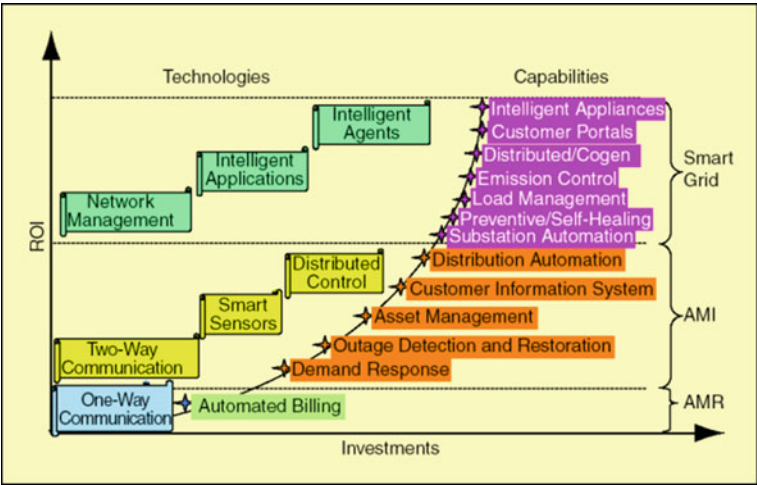 Technologies
Capabilities
Intelligent
Agents
Intelligent
Applications
Network
Management
Intelligent Appliances
Customer Portals
Distributed/Cogen
Emission Control
Load Management
Preventive/Self-Healing
Substation Automation
Smart
Grid
ROI
Distributed
Control
Smart
Sensors
Two-Way
Communication
Distribution Automation
Customer Information System
Asset Management
Outage Detection and Restoration
Demand Response
AMI
One-Way
Communication
Automated Billing
AMR
Investments